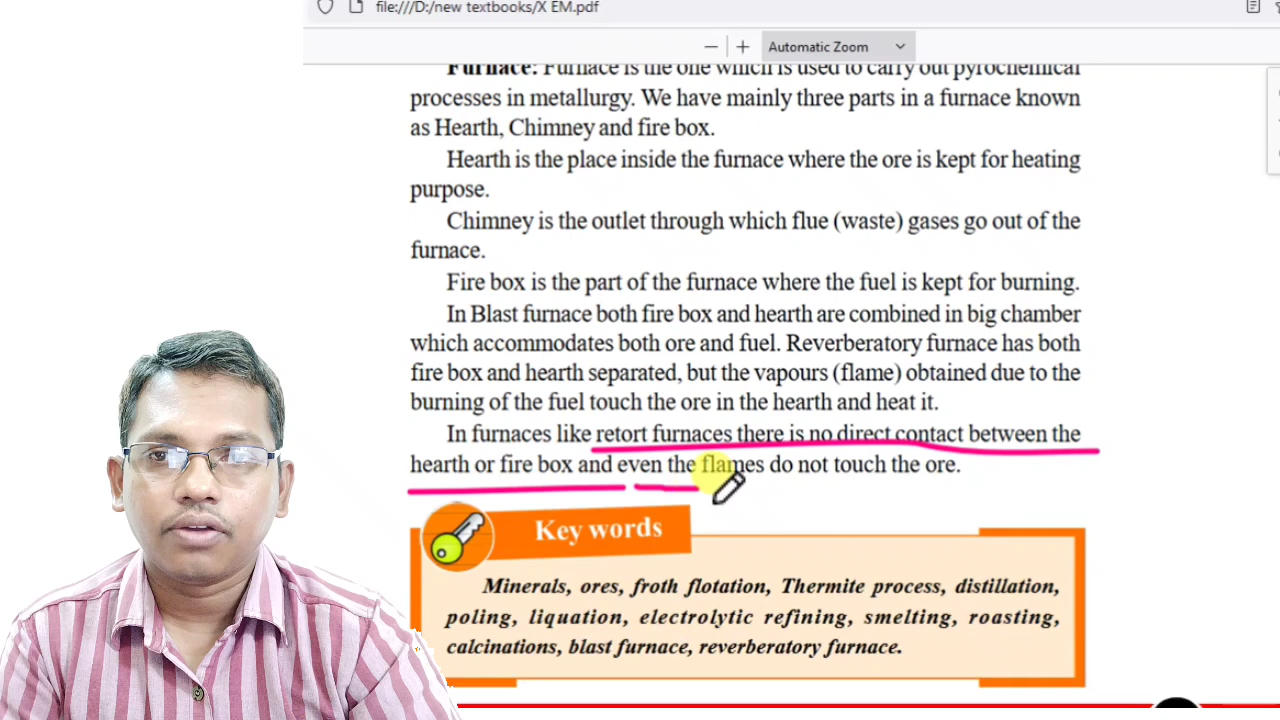 file:///D:/new textbooks/X EM.pdf
Automatic Zoom
Furnace: Furnace is the one which is used to carry out pyrochemical
processes in metallurgy. We have mainly three parts in a furnace known
as Hearth, Chimney and fire box.
Hearth is the place inside the furnace where the ore is kept for heating
purpose.
Chimney is the outlet through which flue (waste) gases go out of the
furnace.
Fire box is the part of the furnace where the fuel is kept for burning.
In Blast furnace both fire box and hearth are combined in big chamber
which accommodates both ore and fuel. Reverberatory furnace has both
fire box and hearth separated, but the vapours (flame) obtained due to the
burning of the fuel touch the ore in the hearth and heat it.
In furnaces like retort furnaces there is no direct contact between the
hearth or fire box and even the flames do not touch the ore.
Key words
Minerals, ores, froth flotation, Thermite process, distillation,
poling, liquation, electrolytic refining, smelting, roasting,
calcinations, blast furnace, reverberatory furnace.